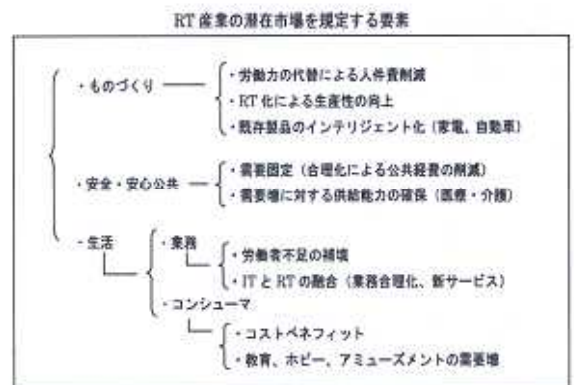 RT産業の潜在市場を規定する要素
・ものづくり
・労働力の代替による人件費削減
・RT化による生産性の向上
・既存製品のインテリジェント化(家電、自動車)
・安全・安心公共
・需要固定(合理化による公共経費の削減)
・需要増に対する供給能力の確保(医療・介護)
・生活
・業務
・労働者不足の補填
・ITとRTの融合(業務合理化、新サービス)
・コンシューマ
・コストベネフィット
・教育、ホビー、アミューズメントの需要増